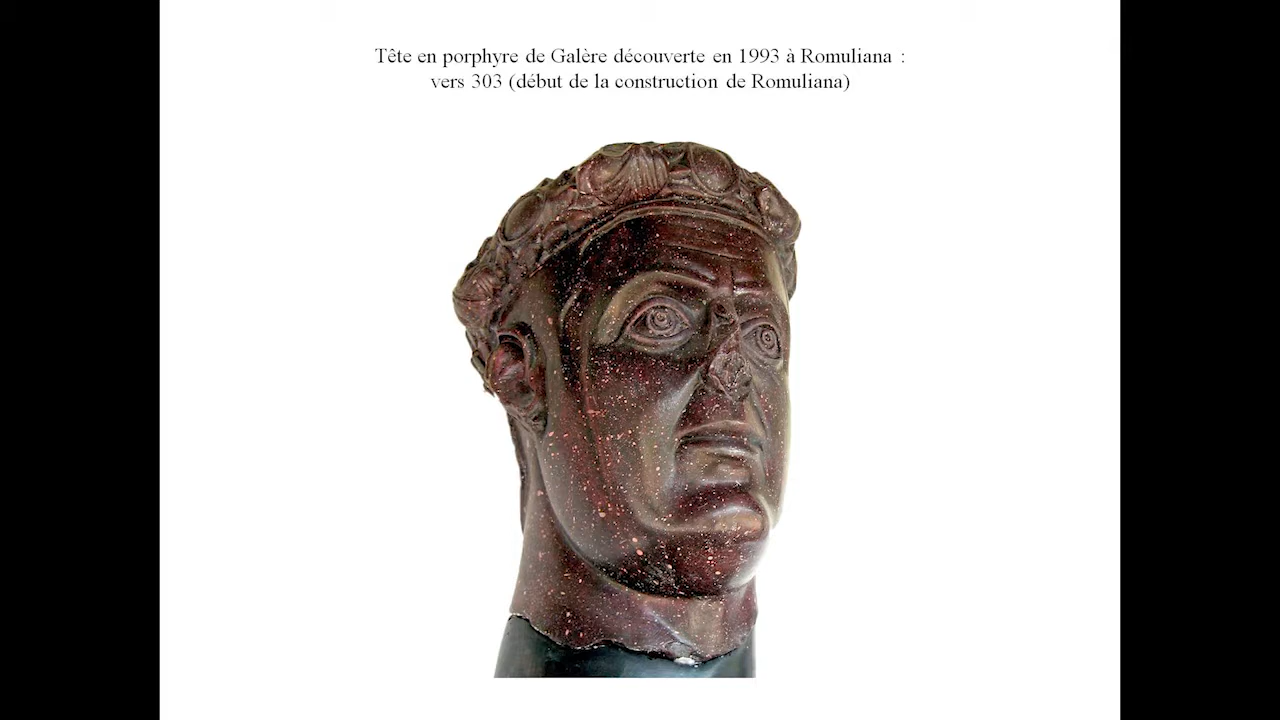 Tête en porphyre de Galère découverte en 1993 à Romuliana :
vers 303 (début de la construction de Romuliana)